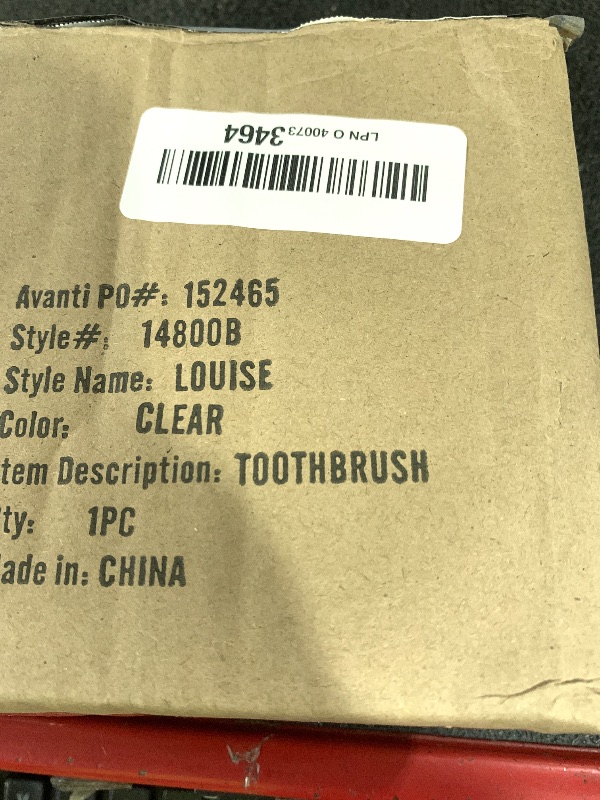 LPN O 40073 3464
Avanti PO#: 152465
Style#: 14800B
Style Name: LOUISE
Color: CLEAR
tem Description: TOOTHBRUSH
ty: 1PC
ade in: CHINA